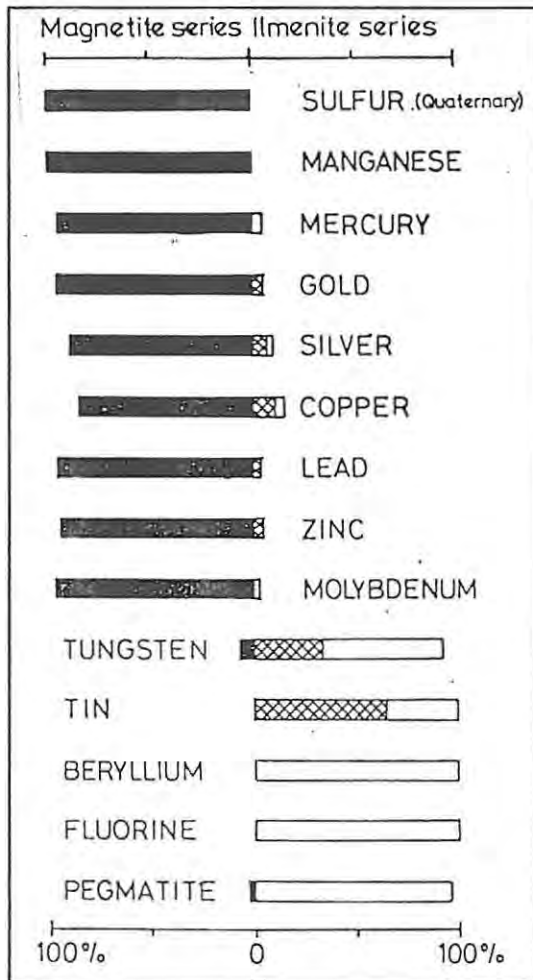 Magnetite series Ilmenite series
SULFUR (Quaternary)
MANGANESE
MERCURY
GOLD
SILVER
COPPER
LEAD
ZINC
MOLYBDENUM
TUNGSTEN
TIN
BERYLLIUM
FLUORINE
PEGMATITE
100% 0 100%